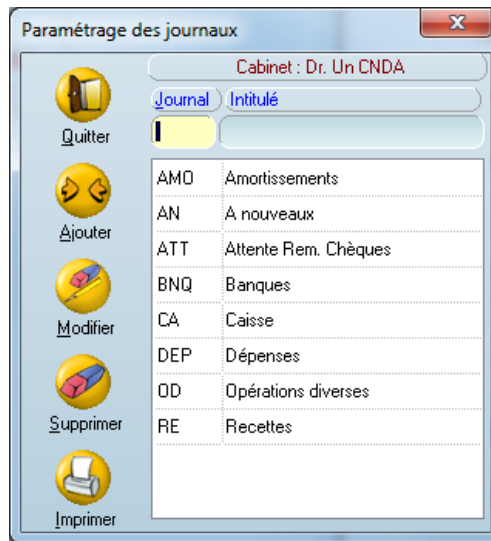 Paramétrage des journaux
Cabinet : Dr. Un CNDA
Journal Intitulé
Quitter
Ajouter
Modifier
Supprimer
Imprimer
AMO Amortissements
AN A nouveaux
ATT Attente Rem. Chèques
BNQ Banques
CA Caisse
DEP Dépenses
OD Opérations diverses
RE Recettes